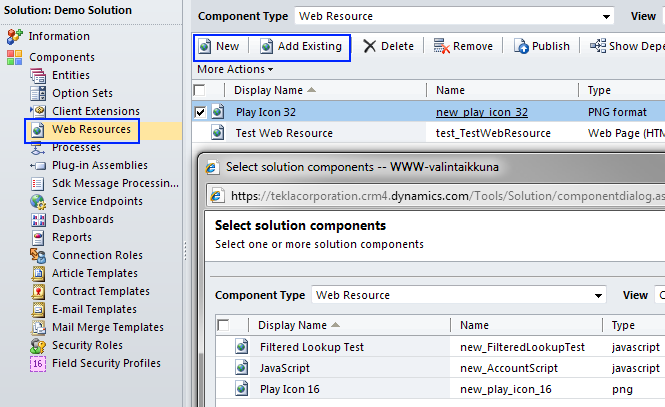 Solution: Demo Solution
Information
Components
Entities
Option Sets
Client Extensions
Web Resources
Processes
Plug-in Assemblies
Sdk Message Processin...
Service Endpoints
Dashboards
Reports
Connection Roles
Article Templates
Contract Templates
E-mail Templates
Mail Merge Templates
Security Roles
16 Field Security Profiles
Component Type Web Resource View
New Add Existing Delete Remove Publish Show Depe
More Actions
Display Name Name Type
Play Icon 32 new_play_icon_32 PNG format
Test Web Resource test_TestWebResource Web Page (HTM
Select solution components -- WWW-valintaikkuna
https://teklacorporation.crm4.dynamics.com/Tools/Solution/componentdialog.as
Select solution components
Select one or more solution components
Component Type Web Resource View
Display Name Name Type
Filtered Lookup Test new_FilteredLookupTest javascript
JavaScript new_AccountScript javascript
Play Icon 16 new_play_icon_16 png